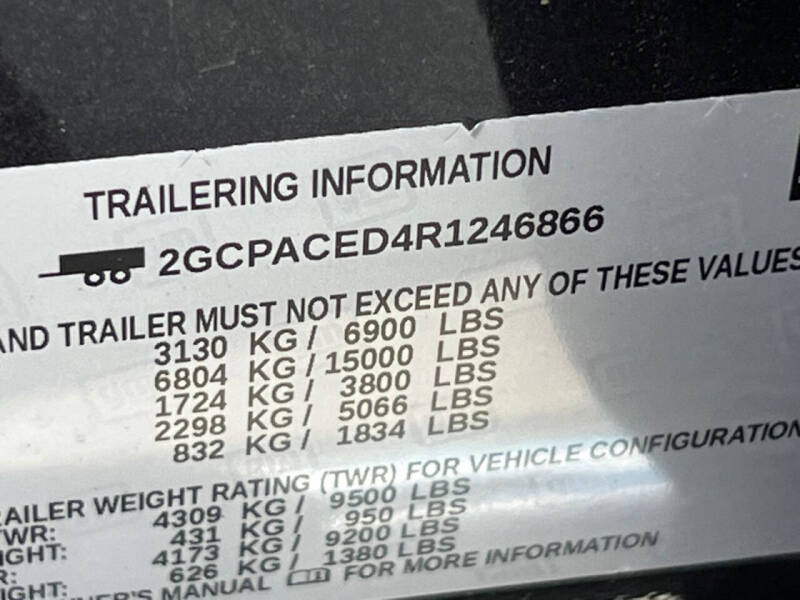 TRAILERING INFORMATION
2GCPACED4R1246866
AND TRAILER MUST NOT EXCEED ANY OF THESE VALUES
3130 KG / 6900 LBS
6804 KG / 15000 LBS
1724 KG / 3800 LBS
2298 KG / 5066 LBS
832 KG / 1834 LBS
RAILER WEIGHT RATING (TWR) FOR VEHICLE CONFIGURATION
TWR: 4309 KG / 9500 LBS
IGHT: 431 KG / 950 LBS
R: 4173 KG / 9200 LBS
IGHT: 626 KG / 1380 LBS
NER'S MANUAL FOR MORE INFORMATION